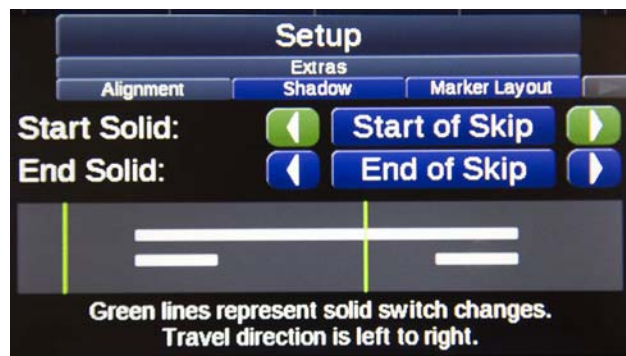 Setup
Extras
Alignment Shadow Marker Layout
Start Solid: Start of Skip
End Solid: End of Skip
Green lines represent solid switch changes.
Travel direction is left to right.